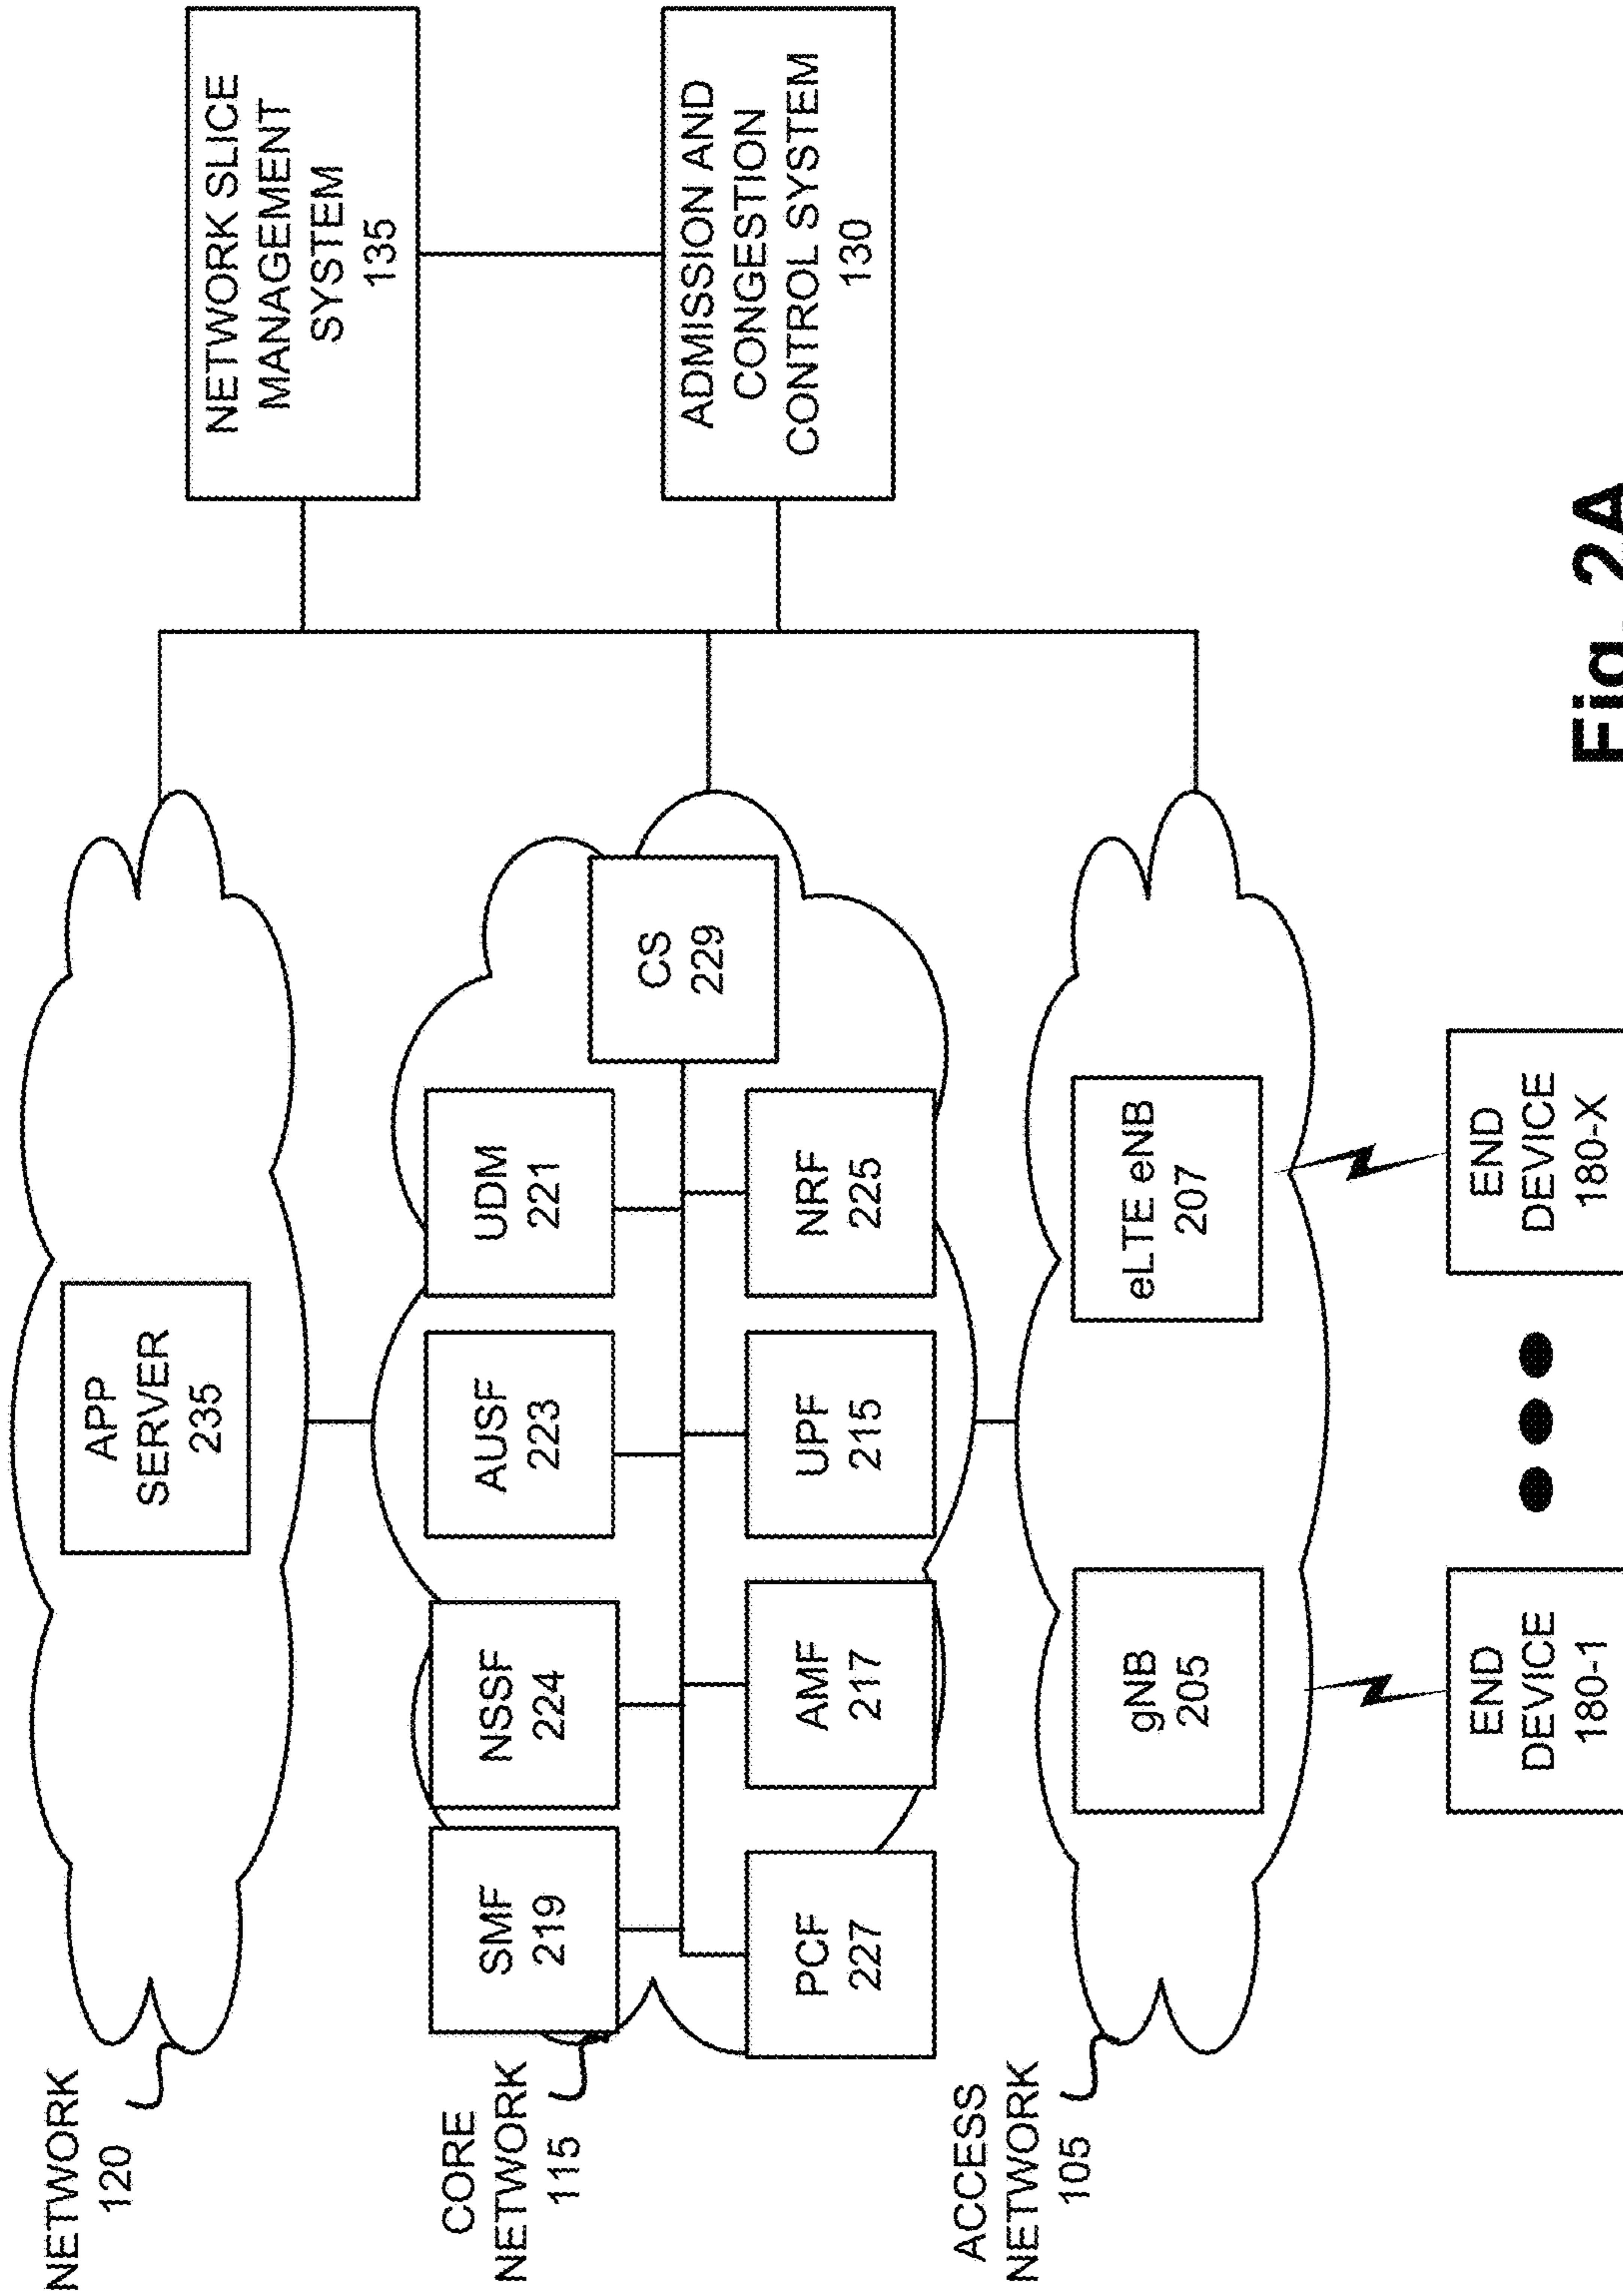 NETWORK
120
APP
SERVER
235
NETWORK SLICE
MANAGEMENT
SYSTEM
135
CORE
NETWORK
115
SMF
219
NSSF
224
AUSF
223
UDM
221
CS
229
PCF
227
AMF
217
UPF
215
NRF
225
ADMISSION AND
CONGESTION
CONTROL SYSTEM
130
ACCESS
NETWORK
105
gNB
205
eLTE eNB
207
END
DEVICE
180-1
END
DEVICE
180-X
Fig. 2A